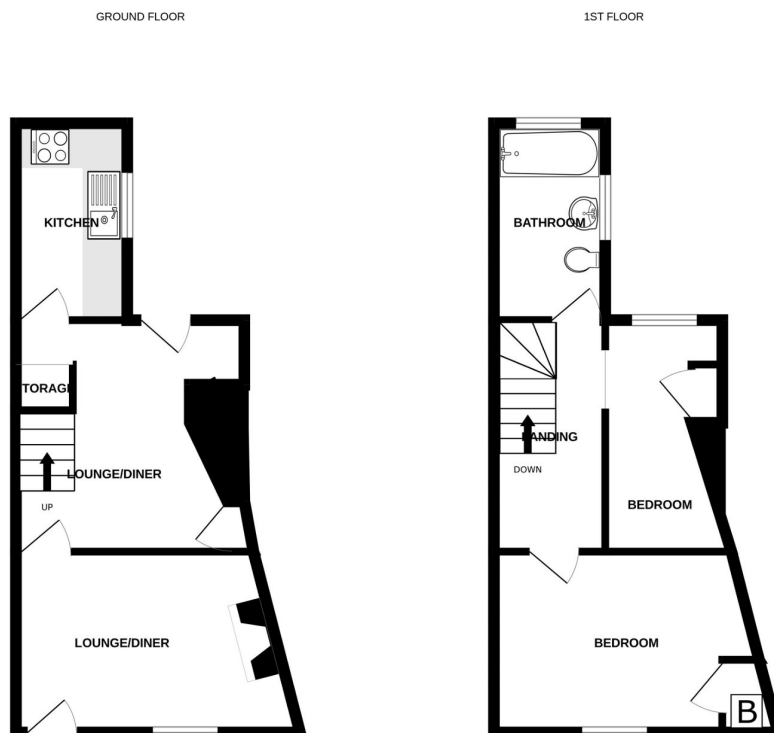 GROUND FLOOR
1ST FLOOR
KITCHEN
TORAGE
LOUNGE/DINER
UP
LOUNGE/DINER
BATHROOM
LANDING
DOWN
BEDROOM
BEDROOM
B